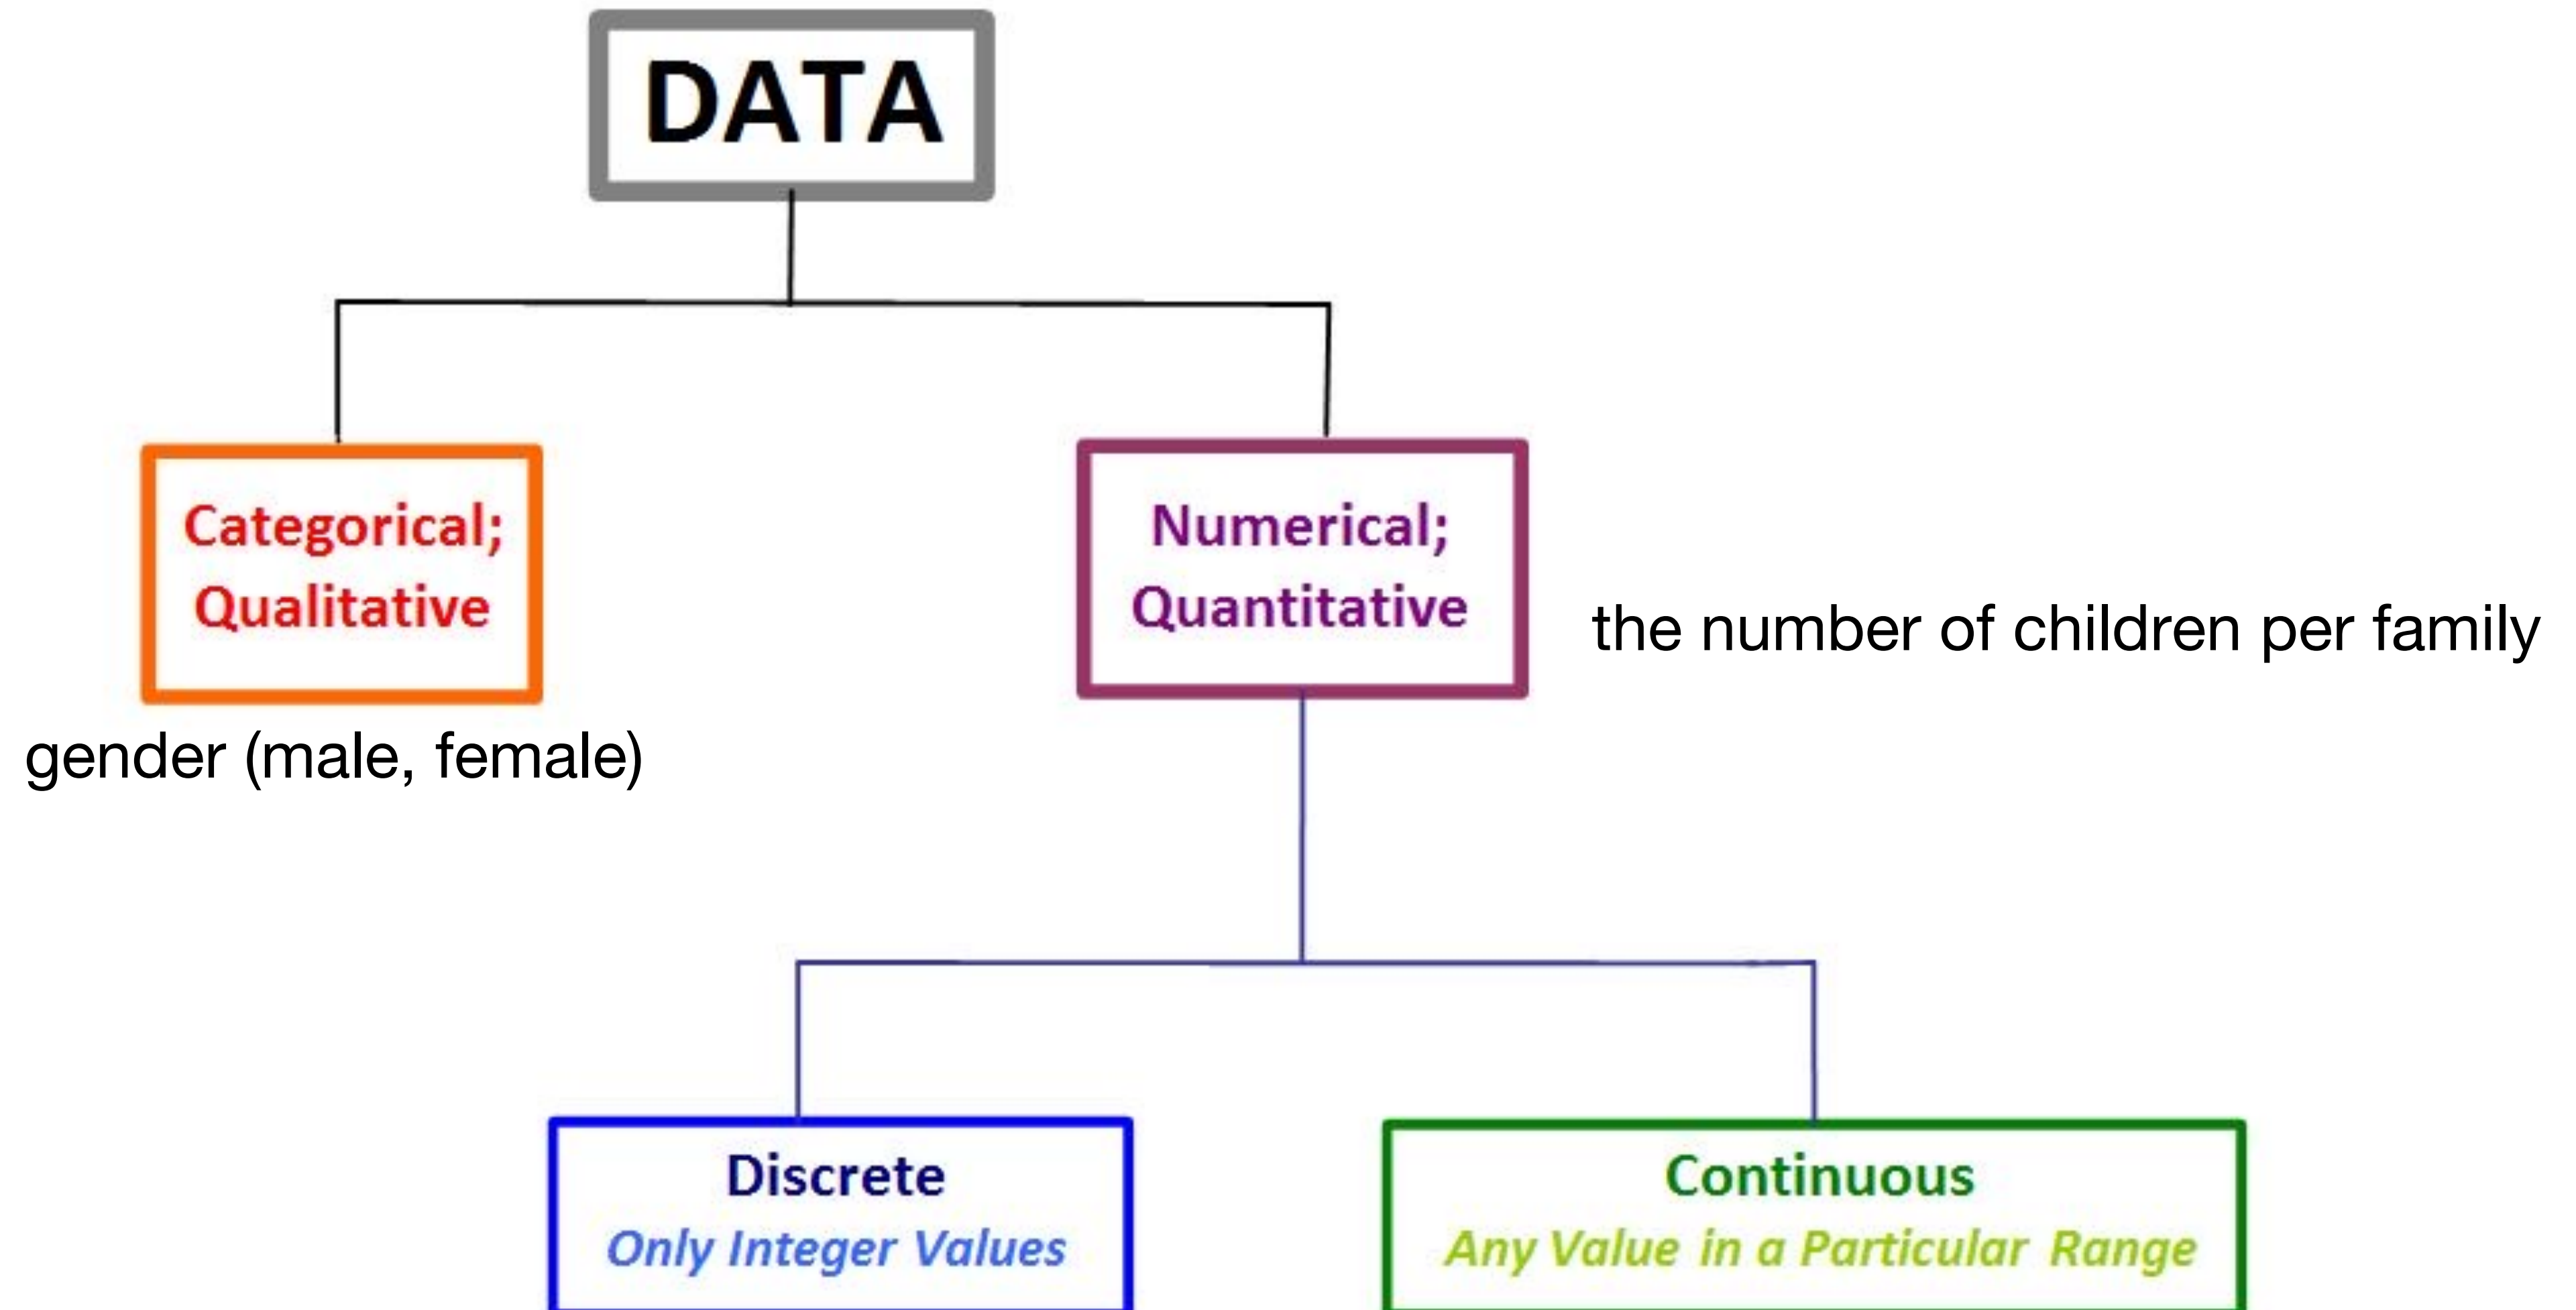 DATA
Categorical;
Qualitative
Numerical;
Quantitative
the number of children per family
gender (male, female)
Discrete
Only Integer Values
Continuous
Any Value in a Particular Range